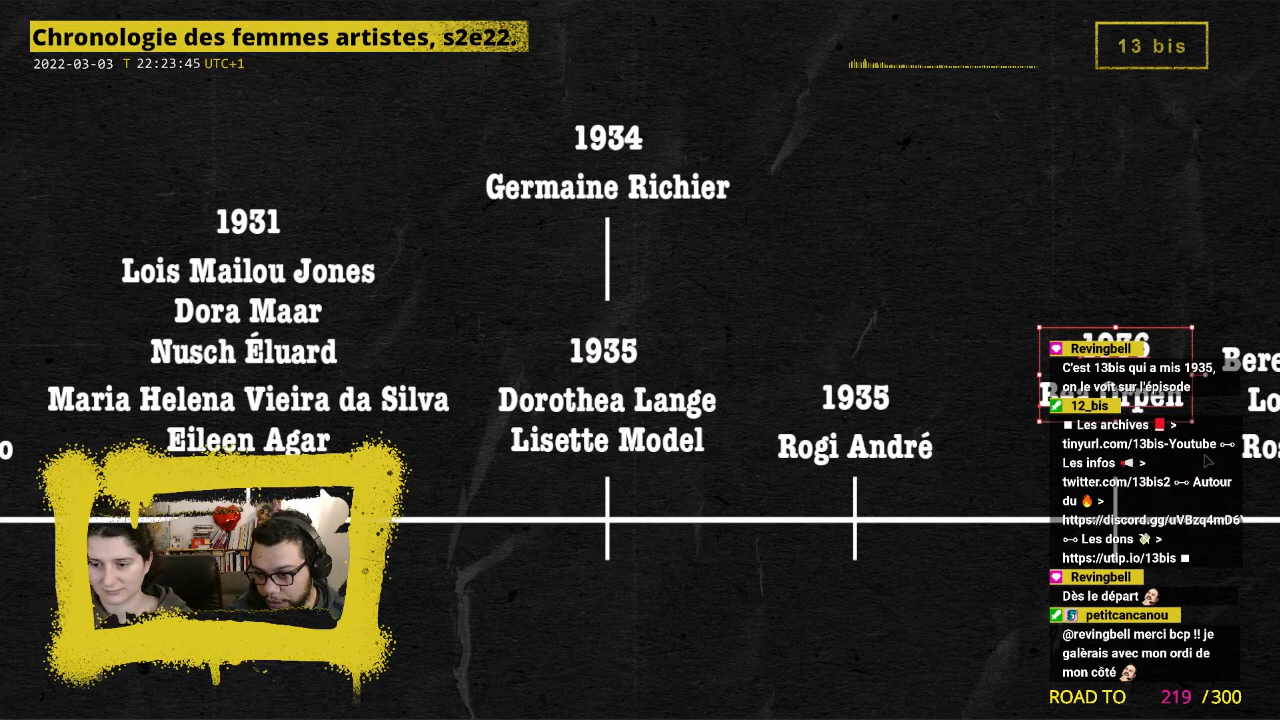 Chronologie des femmes artistes, s2e22.
2022-03-03 T 22:23:45 UTC+1
13 bis
1934
Germaine Richier
1931
Lois Mailou Jones
Dora Maar
Nusch Éluard
Maria Helena Vieira da Silva
Eileen Agar
1935
Dorothea Lange
Lisette Model
1935
Rogi André
1936
Bere
Lo
Ro
o
Revingbell
C'est 13bis qui a mis 1935,
on le voit sur l'épisode
12_bis
Les archives >
tinyurl.com/13bis-Youtube
Les infos >
twitter.com/13bis2 Autour
du >
https://discord.gg/uVBzq4mD6
Les dons >
https://utip.io/13bis
Revingbell
Dès le départ
petitcancanou
@revingbell merci bcp !! je
galèrais avec mon ordi de
mon côté
ROAD TO 219 /300